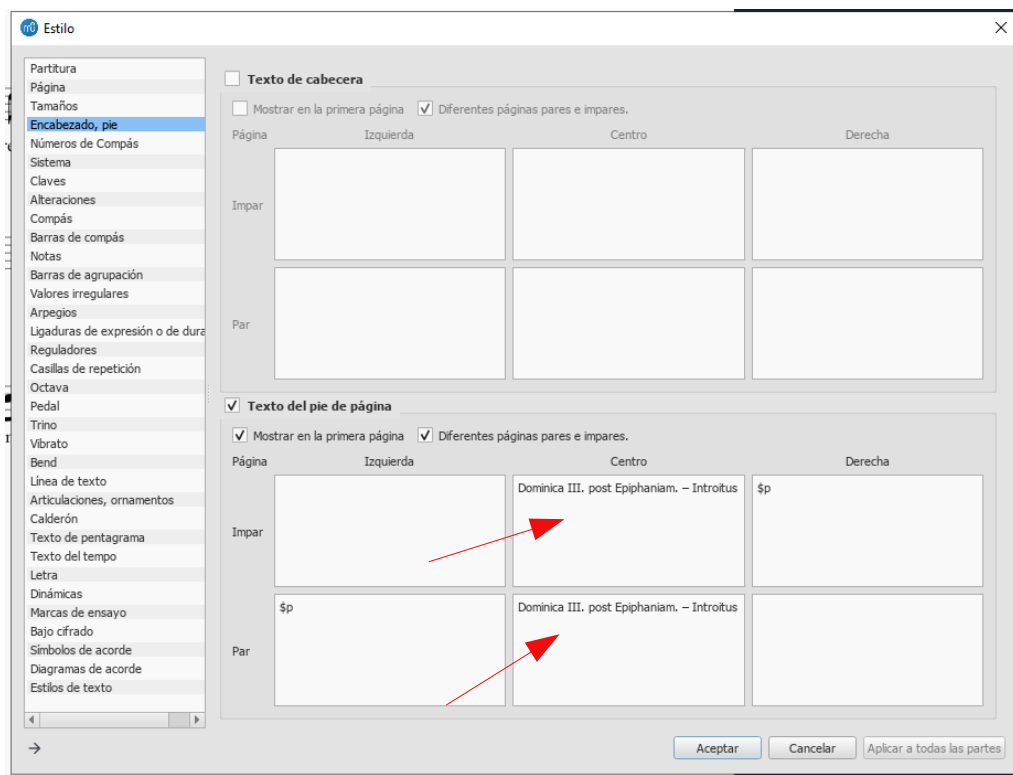 Estilo
Partitura
Página
Tamaños
Encabezado, pie
Números de Compás
Sistema
Claves
Alteraciones
Compás
Barras de compás
Notas
Barras de agrupación
Valores irregulares
Arpegios
Ligaduras de expresión o de dura
Reguladores
Casillas de repetición
Octava
Pedal
Trino
Vibrato
Bend
Línea de texto
Articulaciones, ornamentos
Calderón
Texto de pentagrama
Texto del tempo
Letra
Dinámicas
Marcas de ensayo
Bajo cifrado
Símbolos de acorde
Diagramas de acorde
Estilos de texto
Texto de cabecera
Mostrar en la primera página Diferentes páginas pares e impares.
Página Izquierda Centro Derecha
Impar
Par
Texto del pie de página
Mostrar en la primera página Diferentes páginas pares e impares.
Página Izquierda Centro Derecha
Impar Dominica III. post Epiphaniam. – Introitus $p
Par $p Dominica III. post Epiphaniam. – Introitus
Aceptar Cancelar Aplicar a todas las partes